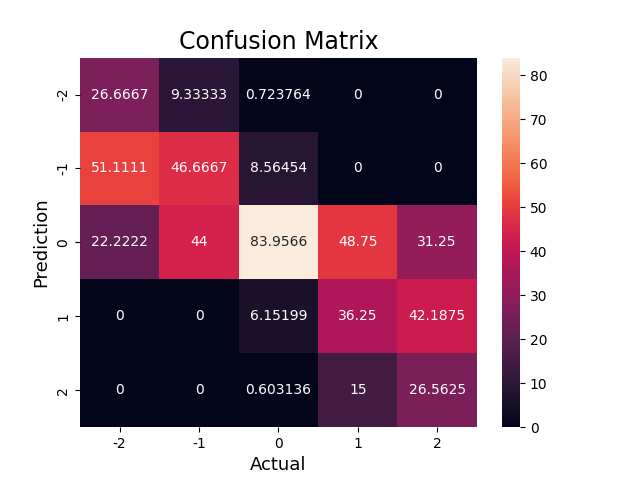 Confusion Matrix
-2 26.6667 9.33333 0.723764 0 0
-1 51.1111 46.6667 8.56454 0 0
0 22.2222 44 83.9566 48.75 31.25
1 0 0 6.15199 36.25 42.1875
2 0 0 0.603136 15 26.5625
-2 -1 0 1 2
Prediction
Actual
80
70
60
50
40
30
20
10
0